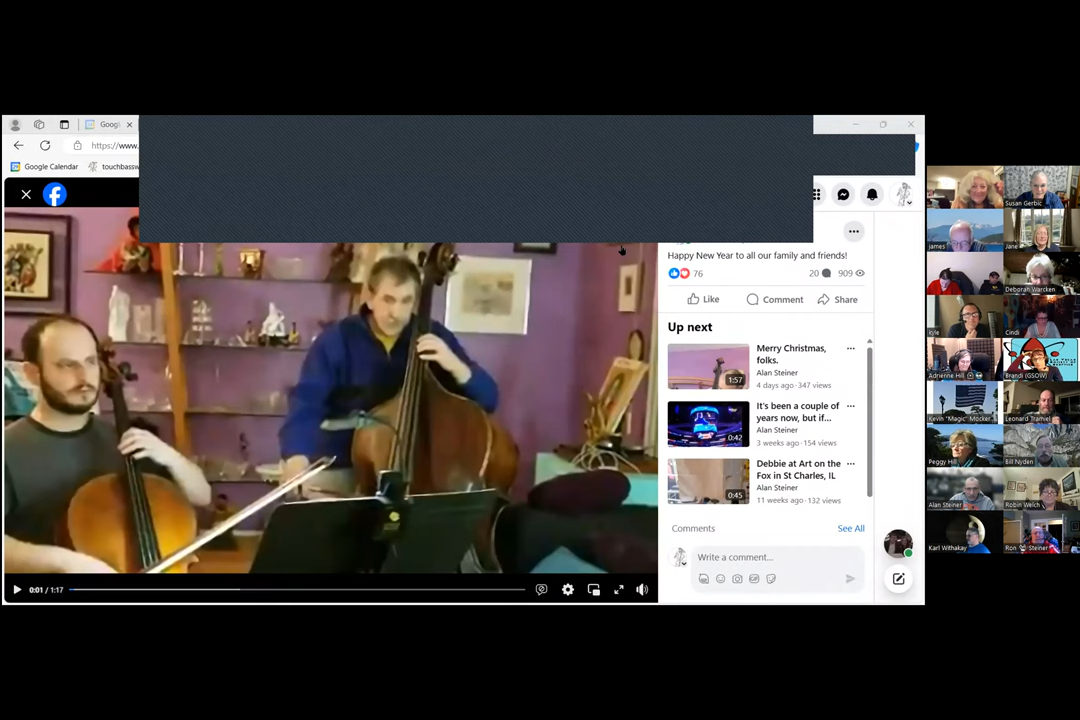 Googl
https://www.
Google Calendar
touchbassw
Happy New Year to all our family and friends!
76
20
909
Like
Comment
Share
Up next
Merry Christmas, folks.
Alan Steiner
4 days ago · 347 views
1:57
It's been a couple of years now, but if...
Alan Steiner
3 weeks ago · 154 views
0:42
Debbie at Art on the Fox in St Charles, IL
Alan Steiner
11 weeks ago · 132 views
0:45
Comments
See All
Write a comment...
GIF
0:01 / 1:17
Susan Gerbic
james
Jane
Deborah Warcken
kyle
Cindi
Adrienne Hill
Brandi (GSOW)
Kevin "Magic" Mocker
Leonard Tramiel
Peggy Hill
Bill Nyden
Alan Steiner
Robin Welch
Karl Withakay
Ron
Steiner